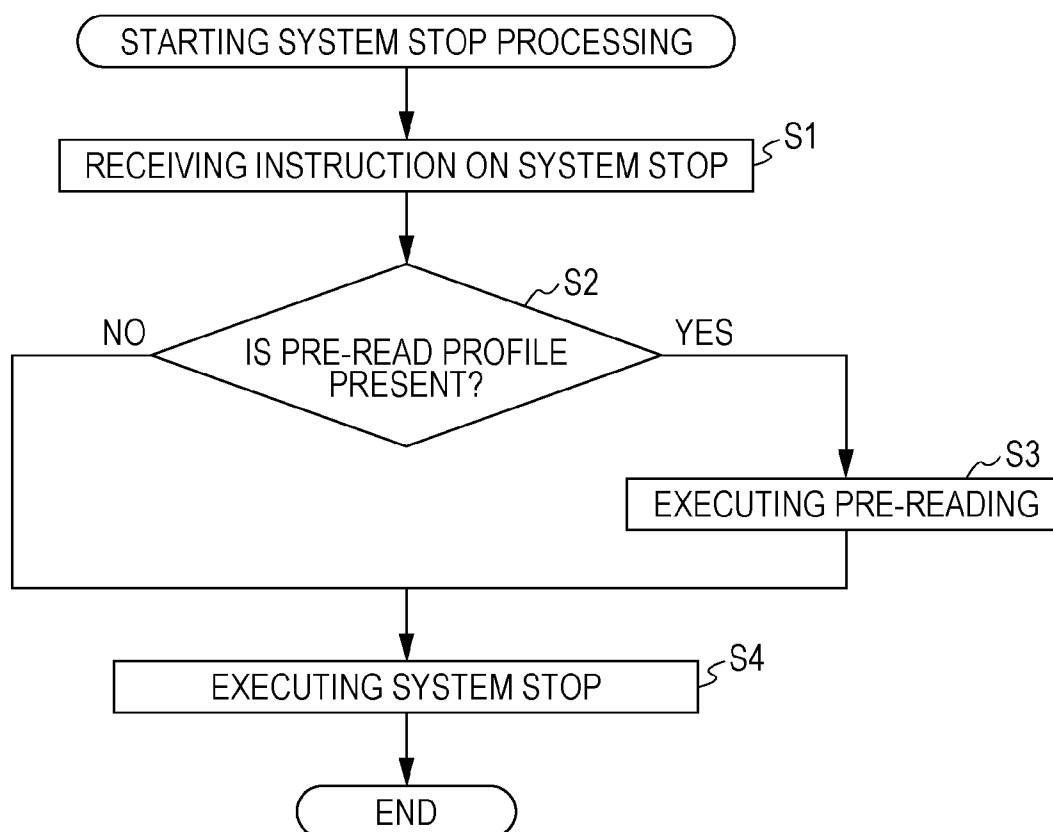 STARTING SYSTEM STOP PROCESSING
S1
RECEIVING INSTRUCTION ON SYSTEM STOP
S2
NO
YES
IS PRE-READ PROFILE
PRESENT?
S3
EXECUTING PRE-READING
S4
EXECUTING SYSTEM STOP
END